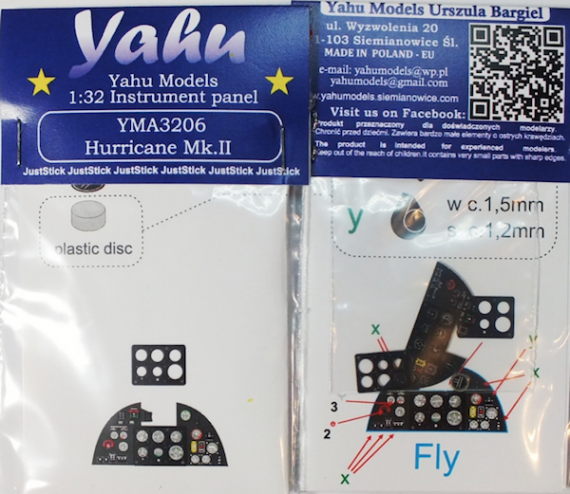 Yahu
Yahu Models
1:32 Instrument panel
YMA3206
Hurricane Mk.II
JustStick JustStick JustStick JustStick JustStick JustStick
plastic disc
Yahu Models Urszula Bargiel
ul. Wyzwolenia 20
1-103 Siemianowice Śl.
MADE IN POLAND - EU
e-mail: yahumodels@wp.pl
yahumodels@gmail.com
www.yahumodels.siemianowice.com
Visit us on Facebook:
Produkt przeznaczony dla doświadczonych modelarzy.
Chronić przed dziećmi. Zawiera bardzo małe elementy o ostrych krawędziach.
The product is intended for experienced modelers.
Keep out of the reach of children,it contains very small parts with sharp edges.
y
w c.1,5mm
s c.1,2mm
x
y
x
3
2
x
Fly